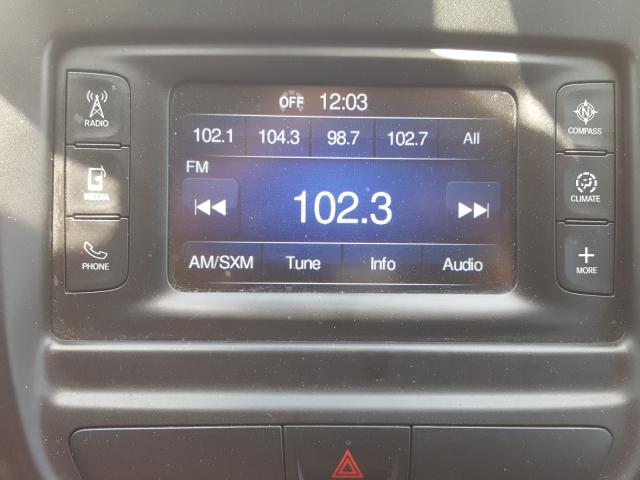 OFF 12:03
102.1 104.3 98.7 102.7 All
FM
102.3
AM/SXM Tune Info Audio
RADIO
MEDIA
PHONE
N
COMPASS
CLIMATE
+
MORE